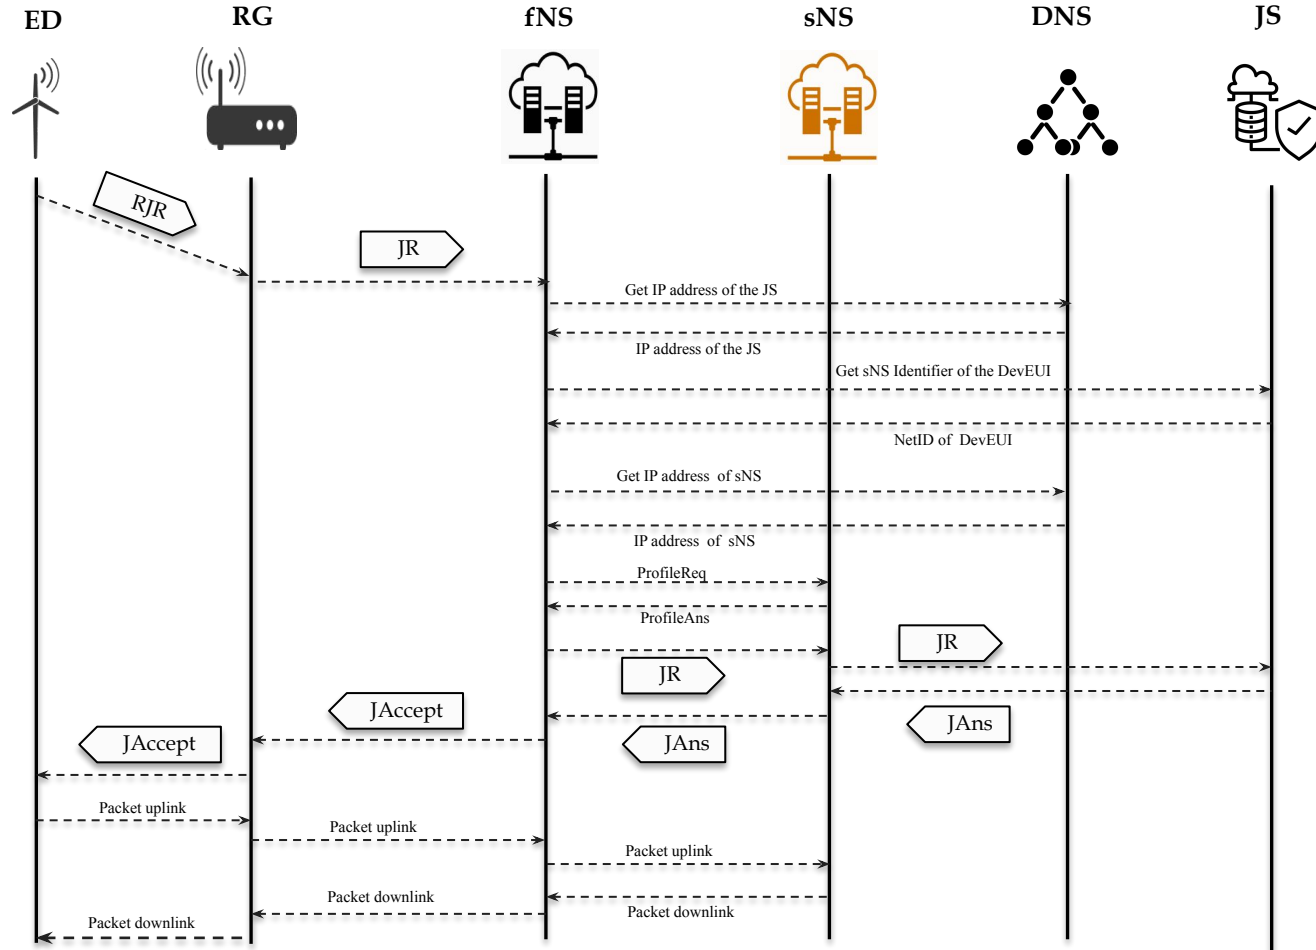 ED
RG
fNS
sNS
DNS
JS
RJR
JR
Get IP address of the JS
IP address of the JS
Get sNS Identifier of the DevEUI
NetID of DevEUI
Get IP address of sNS
IP address of sNS
ProfileReq
ProfileAns
JR
JR
JAccept
JAns
JAccept
JAns
Packet uplink
Packet uplink
Packet uplink
Packet downlink
Packet downlink
Packet downlink